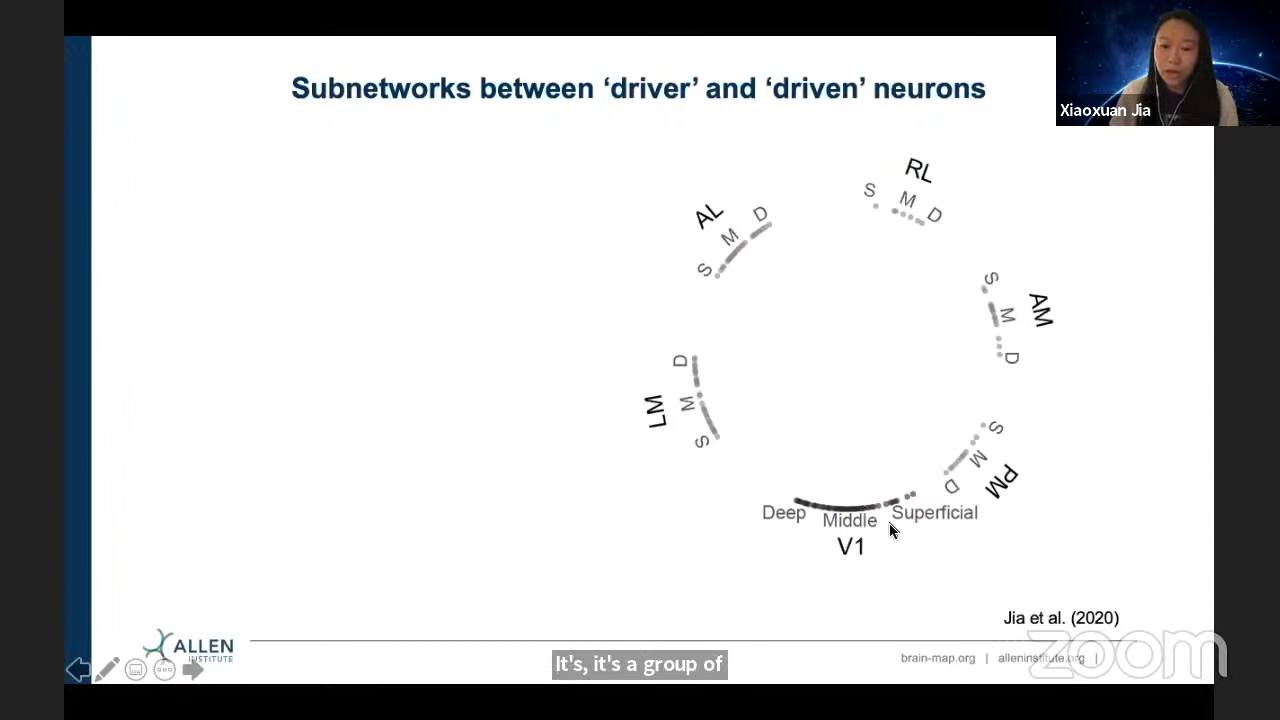 Subnetworks between ‘driver’ and ‘driven’ neurons
Xiaoxuan Jia
RL
S M D
AL
S M D
AM
S M D
LM
D M S
PM
S M D
Deep Middle Superficial
V1
Jia et al. (2020)
ALLEN
INSTITUTE
It's, it's a group of
brain-map.org | alleninstitute.org |
zoom